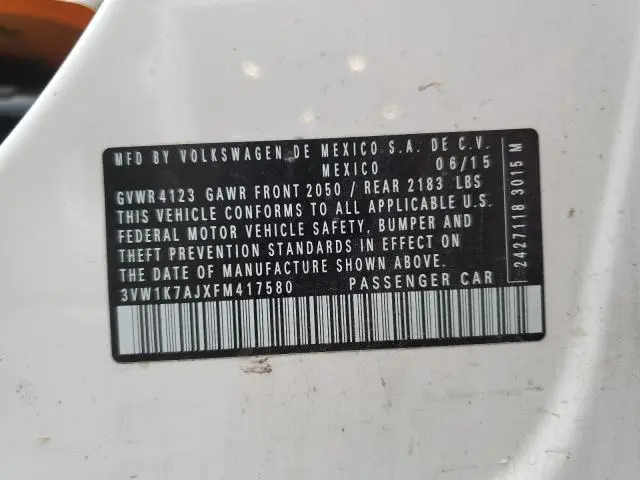 MFD BY VOLKSWAGEN DE MEXICO S.A. DE C.V.
MEXICO 06/15
GVWR 4123 GAWR FRONT 2050 / REAR 2183 LBS
THIS VEHICLE CONFORMS TO ALL APPLICABLE U.S.
FEDERAL MOTOR VEHICLE SAFETY, BUMPER AND
THEFT PREVENTION STANDARDS IN EFFECT ON
THE DATE OF MANUFACTURE SHOWN ABOVE.
3VW1K7AJXFM417580 PASSENGER CAR
2427118 3015 M